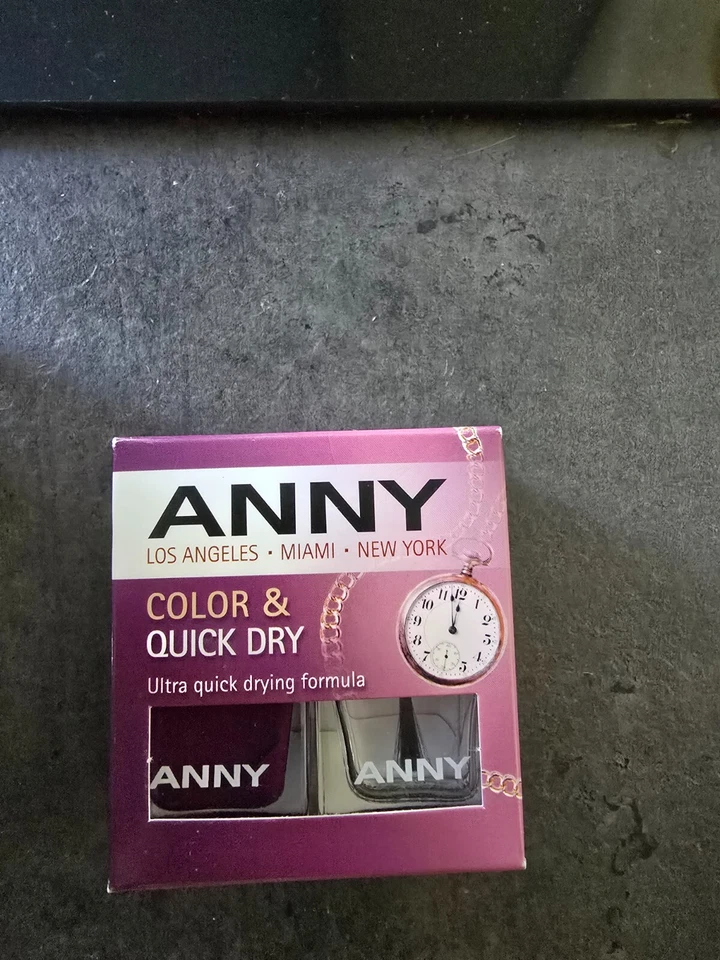 ANNY
LOS ANGELES · MIAMI · NEW YORK
COLOR &
QUICK DRY
Ultra quick drying formula
ANNY
ANNY